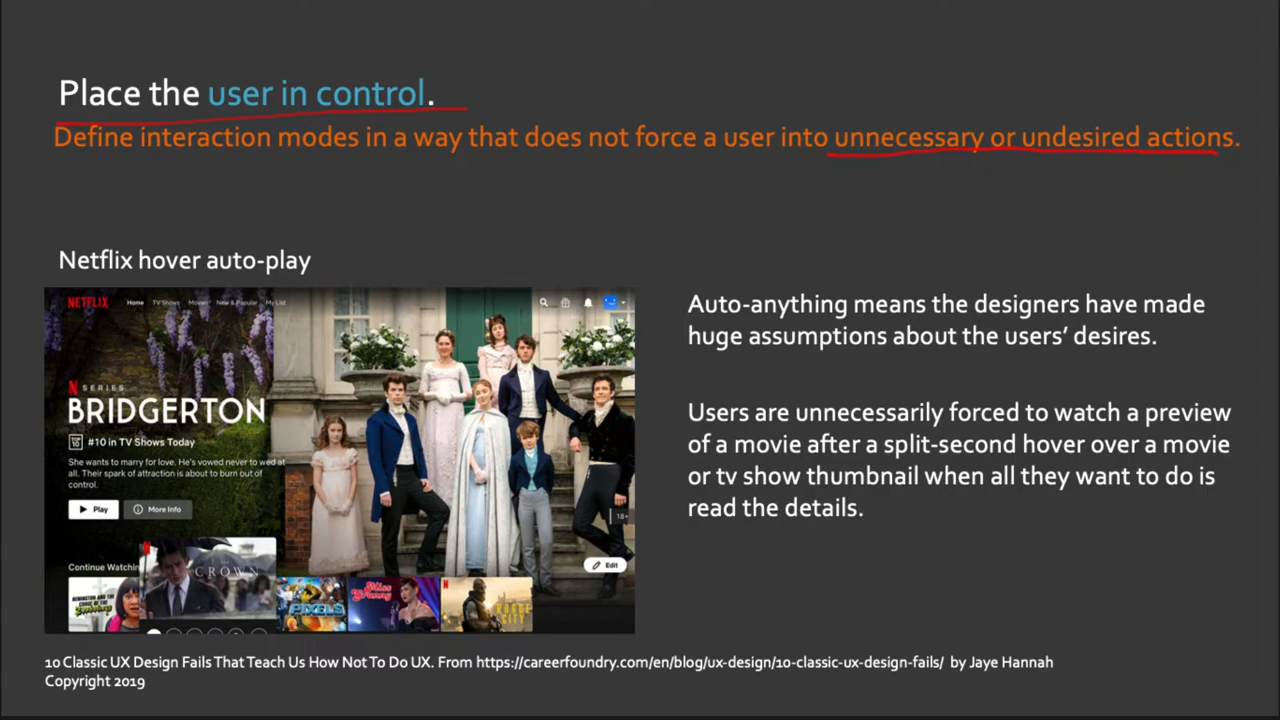 Place the user in control.
Define interaction modes in a way that does not force a user into unnecessary or undesired actions.
Netflix hover auto-play
NETFLIX Home TV Shows Movies New & Popular My List
N SERIES
BRIDGERTON
TOP 10 #10 in TV Shows Today
She wants to marry for love. He's vowed never to wed at
all. Their spark of attraction is about to burn out of
control.
Play More Info
18+
Edit
Continue Watching
CROWN
PIXELS
ROGUE
CITY
Auto-anything means the designers have made
huge assumptions about the users' desires.
Users are unnecessarily forced to watch a preview
of a movie after a split-second hover over a movie
or tv show thumbnail when all they want to do is
read the details.
10 Classic UX Design Fails That Teach Us How Not To Do UX. From https://careerfoundry.com/en/blog/ux-design/10-classic-ux-design-fails/ by Jaye Hannah
Copyright 2019